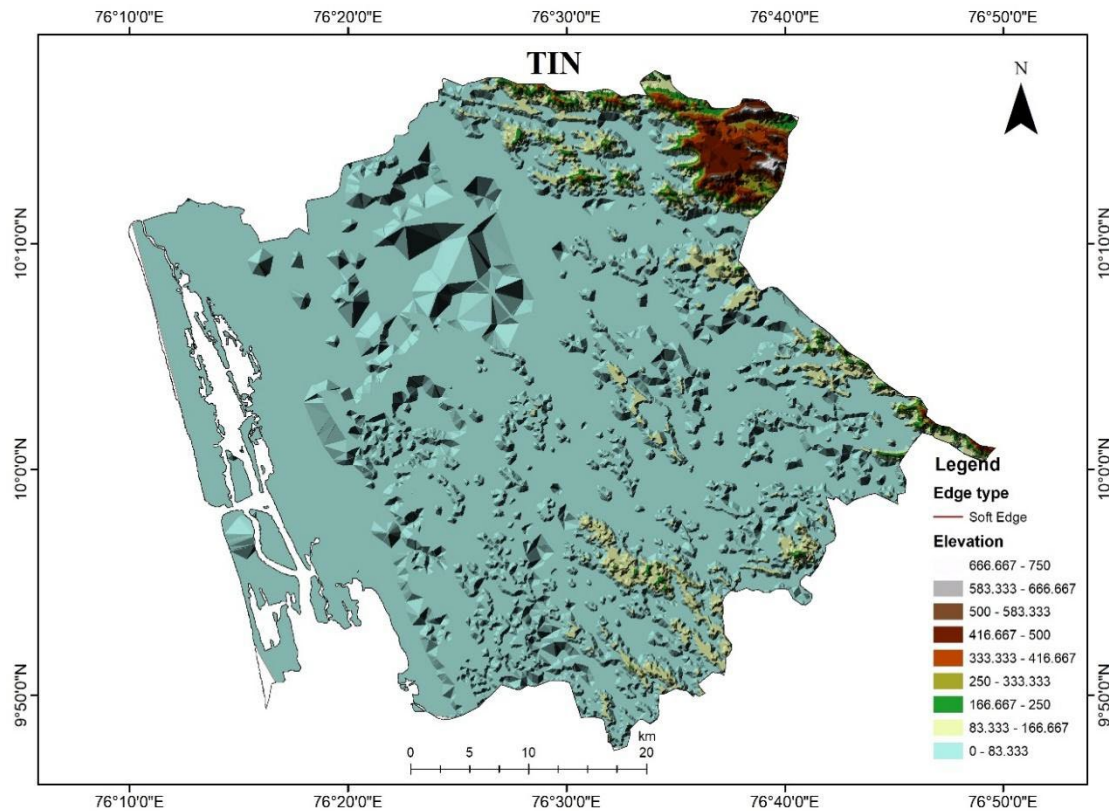 76°10'0"E 76°20'0"E 76°30'0"E 76°40'0"E 76°50'0"E
TIN
N
10°10'0"N 10°10'0"N
10°0'0"N 10°0'0"N
9°50'0"N 9°50'0"N
Legend
Edge type
Soft Edge
Elevation
666.667 - 750
583.333 - 666.667
500 - 583.333
416.667 - 500
333.333 - 416.667
250 - 333.333
166.667 - 250
83.333 - 166.667
0 - 83.333
km
0 5 10 20
76°10'0"E 76°20'0"E 76°30'0"E 76°40'0"E 76°50'0"E